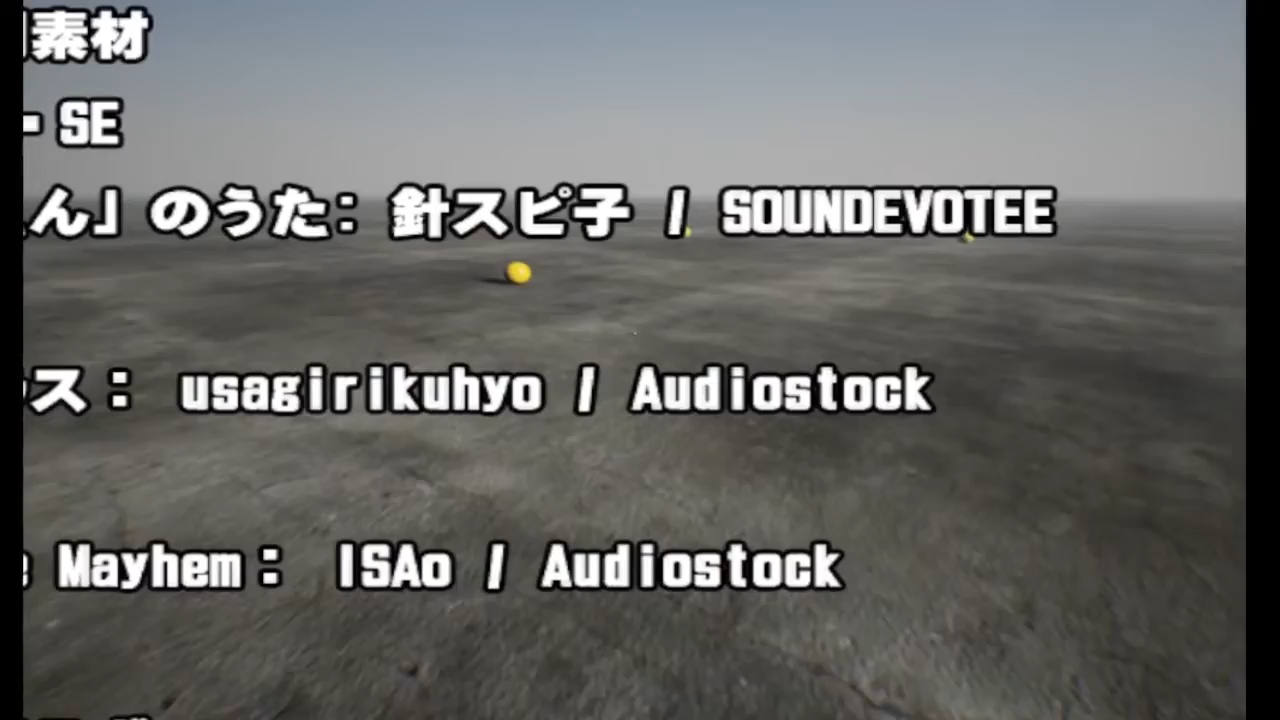 素材
・SE
ん」のうた: 針スピ子 / SOUNDEVOTEE
ス: usagirikuhyo / Audiostock
Mayhem: ISAo / Audiostock